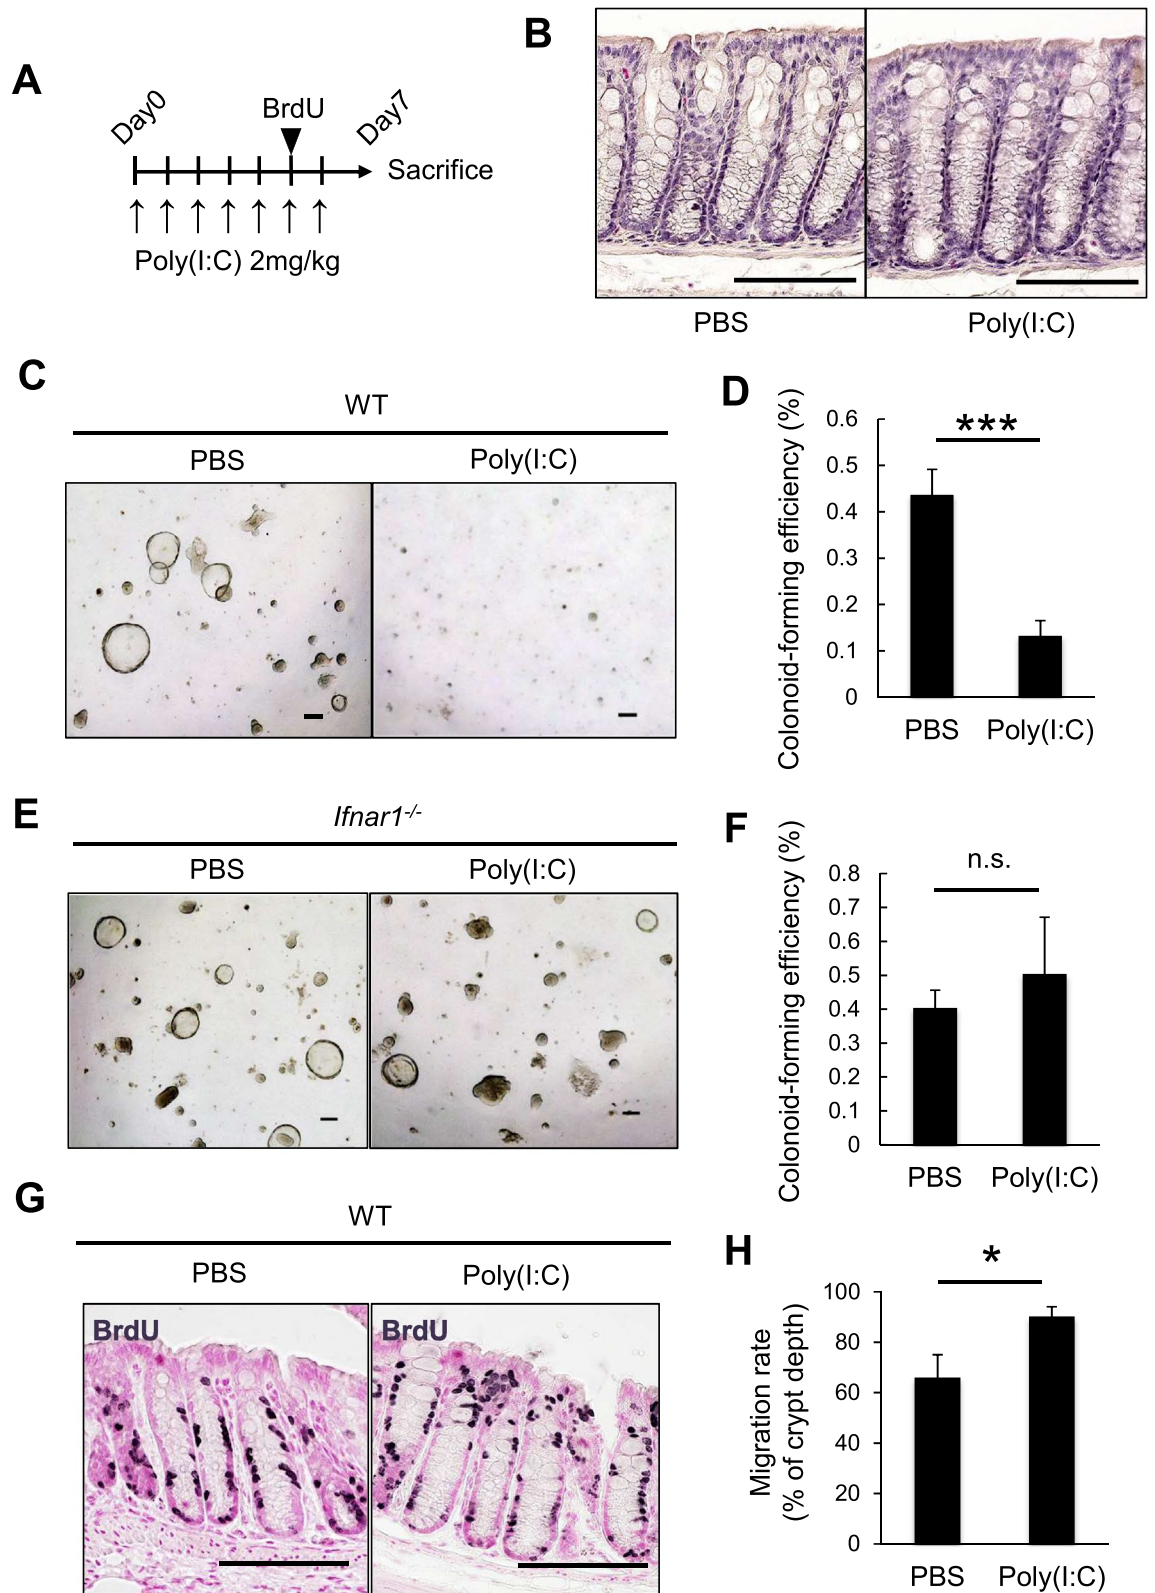 A
Day0
BrdU
Day7
Sacrifice
Poly(I:C) 2mg/kg
B
PBS
Poly(I:C)
C
WT
PBS
Poly(I:C)
D
Colonoid-forming efficiency (%)
0.6
0.5
0.4
0.3
0.2
0.1
0
***
PBS
Poly(I:C)
E
Ifnar1-/-
PBS
Poly(I:C)
F
Colonoid-forming efficiency (%)
0.8
0.7
0.6
0.5
0.4
0.3
0.2
0.1
0
n.s.
PBS
Poly(I:C)
G
WT
PBS
Poly(I:C)
BrdU
BrdU
H
Migration rate
(% of crypt depth)
100
80
60
40
20
0
*
PBS
Poly(I:C)